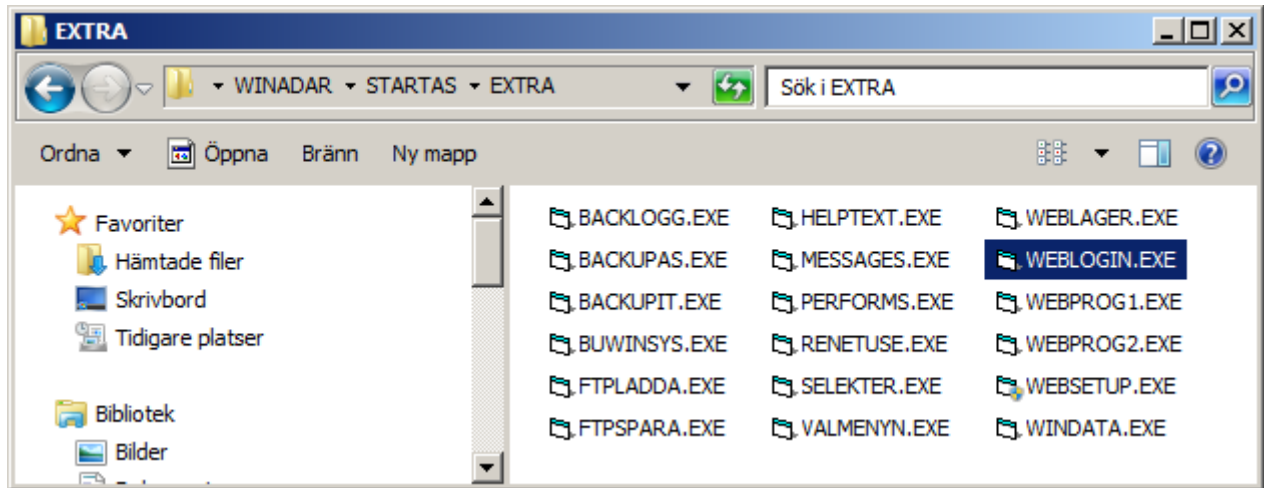 EXTRA
WINADAR STARTAS EXTRA Sök i EXTRA
Ordna Öppna Bränn Ny mapp
Favoriter
Hämtade filer
Skrivbord
Tidigare platser
Bibliotek
Bilder
BACKLOGG.EXE HELPTEXT.EXE WEBLAGER.EXE
BACKUPAS.EXE MESSAGES.EXE WEBLOGIN.EXE
BACKUPIT.EXE PERFORMS.EXE WEBPROG1.EXE
BUWINSYS.EXE RENETUSE.EXE WEBPROG2.EXE
FTPLADDA.EXE SELEKTER.EXE WEBSETUP.EXE
FTPSPARA.EXE VALMENYN.EXE WINDATA.EXE